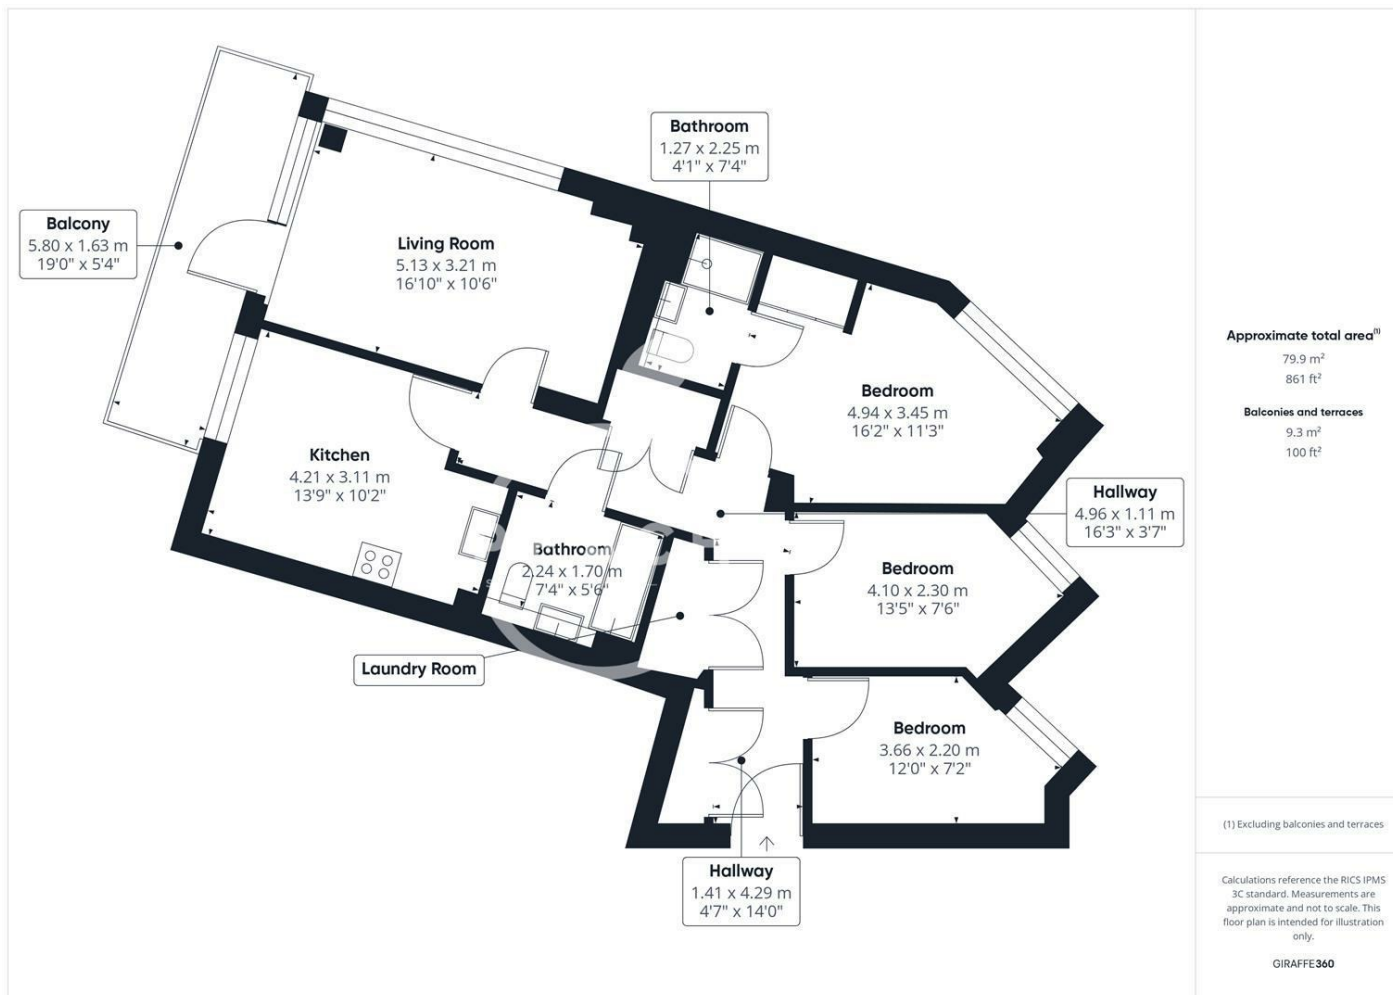 Bathroom
1.27 x 2.25 m
4'1" x 7'4"
Balcony
5.80 x 1.63 m
19'0" x 5'4"
Living Room
5.13 x 3.21 m
16'10" x 10'6"
Bedroom
4.94 x 3.45 m
16'2" x 11'3"
Kitchen
4.21 x 3.11 m
13'9" x 10'2"
Hallway
4.96 x 1.11 m
16'3" x 3'7"
Bathroom
2.24 x 1.70 m
7'4" x 5'6"
Bedroom
4.10 x 2.30 m
13'5" x 7'6"
Laundry Room
Bedroom
3.66 x 2.20 m
12'0" x 7'2"
Hallway
1.41 x 4.29 m
4'7" x 14'0"
Approximate total area(1)
79.9 m²
861 ft²
Balconies and terraces
9.3 m²
100 ft²
(1) Excluding balconies and terraces
Calculations reference the RICS IPMS
3C standard. Measurements are
approximate and not to scale. This
floor plan is intended for illustration
only.
GIRAFFE360